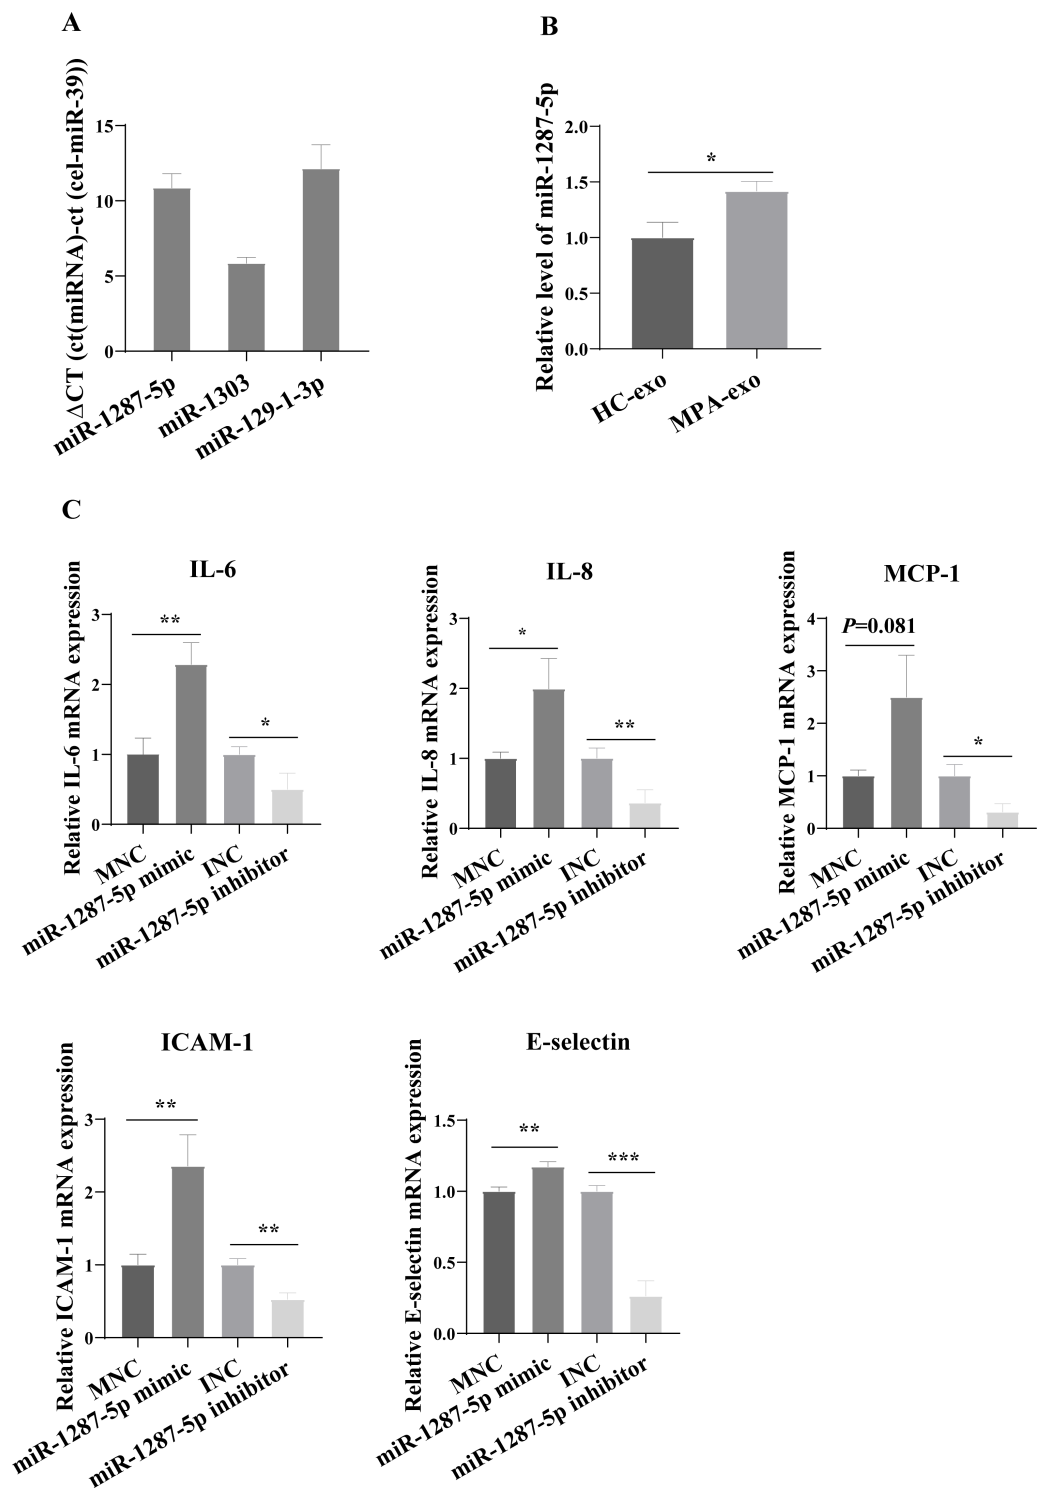 A
ΔCT (ct(miRNA)-ct (cel-miR-39))
15
10
5
0
miR-1287-5p
miR-1303
miR-129-1-3p
B
Relative level of miR-1287-5p
2.0
1.5
1.0
0.5
0.0
*
HC-exo
MPA-exo
C
IL-6
Relative IL-6 mRNA expression
3
2
1
0
**
*
MNC
miR-1287-5p mimic
INC
miR-1287-5p inhibitor
IL-8
Relative IL-8 mRNA expression
3
2
1
0
*
**
MNC
miR-1287-5p mimic
INC
miR-1287-5p inhibitor
MCP-1
Relative MCP-1 mRNA expression
4
3
2
1
0
P=0.081
*
MNC
miR-1287-5p mimic
INC
miR-1287-5p inhibitor
ICAM-1
Relative ICAM-1 mRNA expression
3
2
1
0
**
**
MNC
miR-1287-5p mimic
INC
miR-1287-5p inhibitor
E-selectin
Relative E-selectin mRNA expression
1.5
1.0
0.5
0.0
**
***
MNC
miR-1287-5p mimic
INC
miR-1287-5p inhibitor